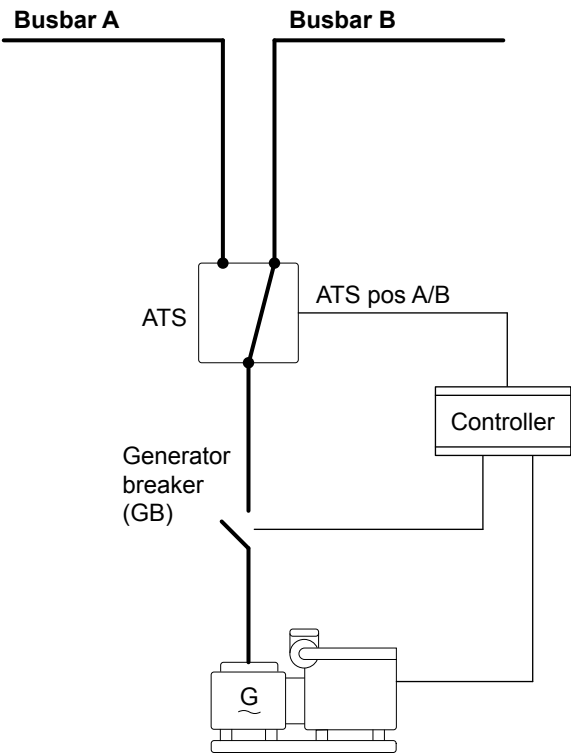 Busbar A
Busbar B
ATS
ATS pos A/B
Controller
Generator
breaker
(GB)
G
~